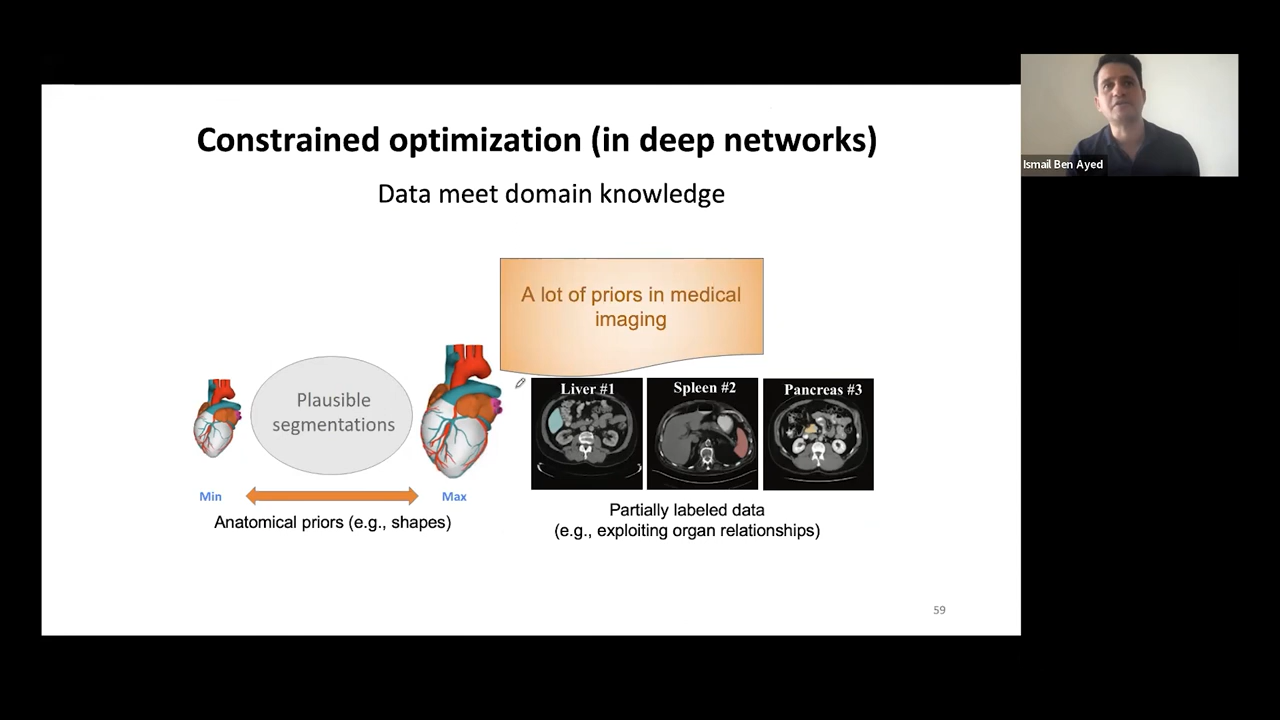 Constrained optimization (in deep networks)
Data meet domain knowledge
A lot of priors in medical
imaging
Plausible
segmentations
Min
Max
Anatomical priors (e.g., shapes)
Liver #1
Spleen #2
Pancreas #3
Partially labeled data
(e.g., exploiting organ relationships)
59
Ismail Ben Ayed